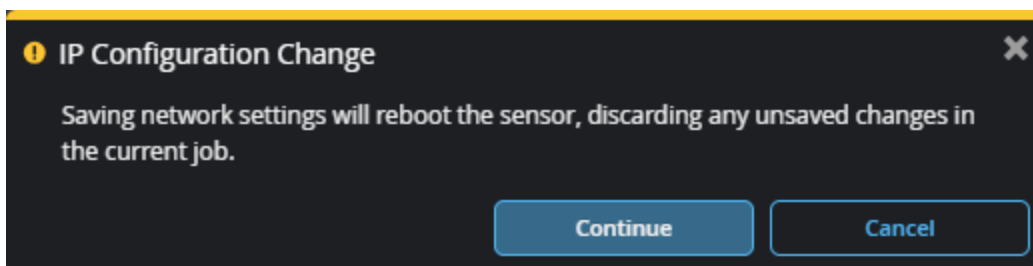 IP Configuration Change
Saving network settings will reboot the sensor, discarding any unsaved changes in
the current job.
Continue
Cancel